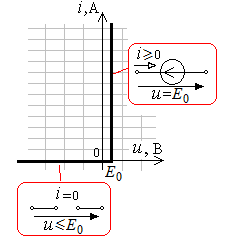 i,А
i≥0
u=E₀
0
u, В
E₀
i=0
u≤E₀